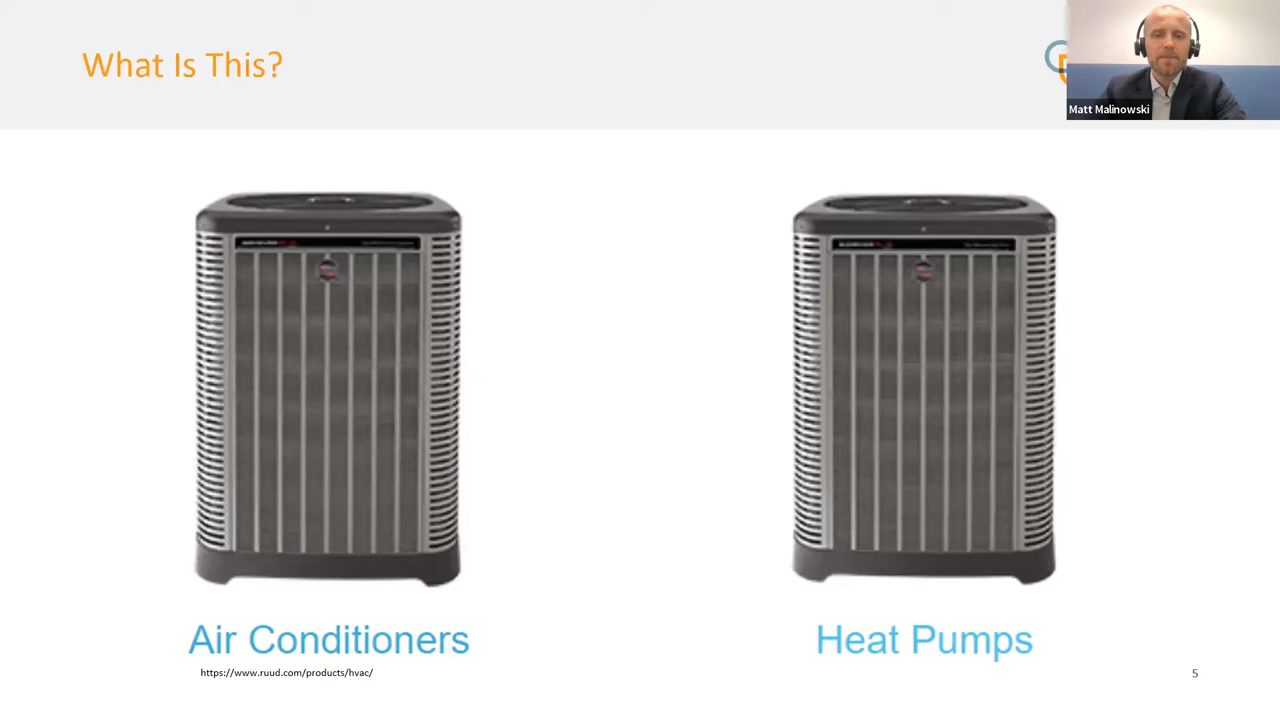 What Is This?
Matt Malinowski
Air Conditioners
Heat Pumps
https://www.ruud.com/products/hvac/
5